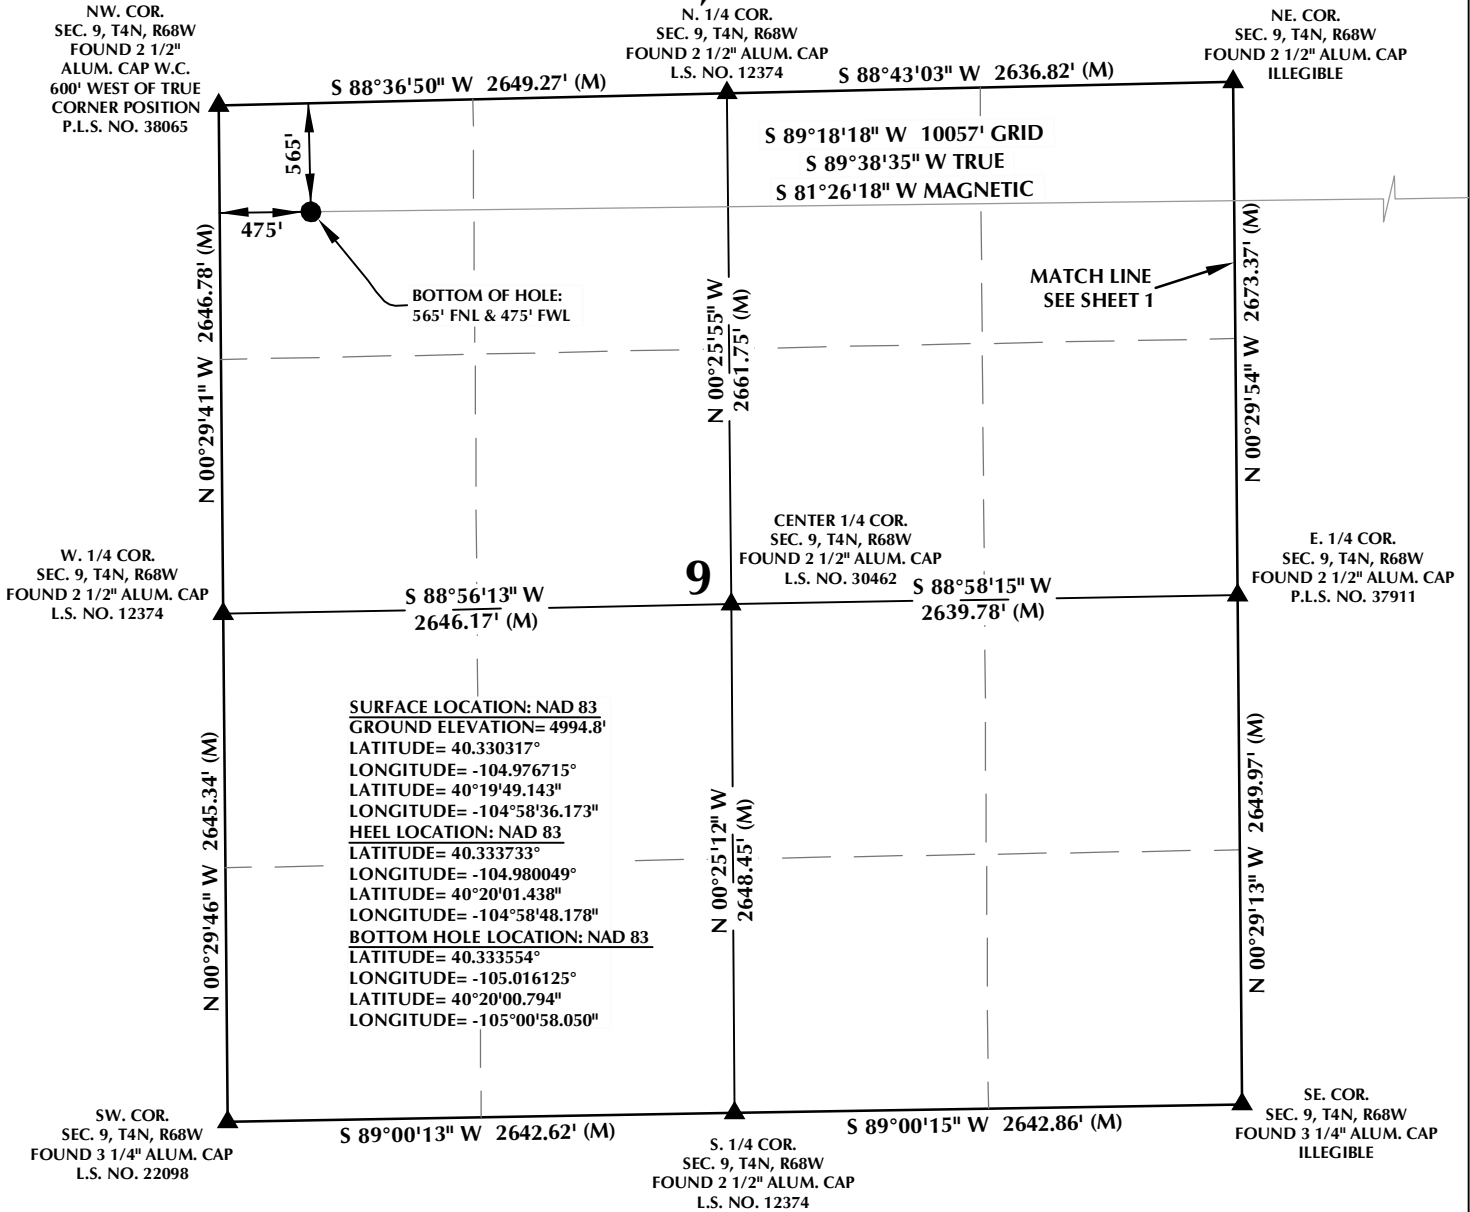 NW. COR.
SEC. 9, T4N, R68W
FOUND 2 1/2"
ALUM. CAP W.C.
600' WEST OF TRUE
CORNER POSITION
P.L.S. NO. 38065
N. 1/4 COR.
SEC. 9, T4N, R68W
FOUND 2 1/2" ALUM. CAP
L.S. NO. 12374
NE. COR.
SEC. 9, T4N, R68W
FOUND 2 1/2" ALUM. CAP
ILLEGIBLE
S 88°36'50" W 2649.27' (M)
S 88°43'03" W 2636.82' (M)
S 89°18'18" W 10057' GRID
S 89°38'35" W TRUE
S 81°26'18" W MAGNETIC
565'
475'
BOTTOM OF HOLE:
565' FNL & 475' FWL
MATCH LINE
SEE SHEET 1
N 00°29'41" W 2646.78' (M)
N 00°25'55" W
2661.75' (M)
N 00°29'54" W 2673.37' (M)
W. 1/4 COR.
SEC. 9, T4N, R68W
FOUND 2 1/2" ALUM. CAP
L.S. NO. 12374
CENTER 1/4 COR.
SEC. 9, T4N, R68W
FOUND 2 1/2" ALUM. CAP
L.S. NO. 30462
E. 1/4 COR.
SEC. 9, T4N, R68W
FOUND 2 1/2" ALUM. CAP
P.L.S. NO. 37911
9
S 88°56'13" W
2646.17' (M)
S 88°58'15" W
2639.78' (M)
SURFACE LOCATION: NAD 83
GROUND ELEVATION= 4994.8'
LATITUDE= 40.330317°
LONGITUDE= -104.976715°
LATITUDE= 40°19'49.143"
LONGITUDE= -104°58'36.173"
HEEL LOCATION: NAD 83
LATITUDE= 40.333733°
LONGITUDE= -104.980049°
LATITUDE= 40°20'01.438"
LONGITUDE= -104°58'48.178"
BOTTOM HOLE LOCATION: NAD 83
LATITUDE= 40.333554°
LONGITUDE= -105.016125°
LATITUDE= 40°20'00.794"
LONGITUDE= -105°00'58.050"
N 00°29'46" W 2645.34' (M)
N 00°25'12" W
2648.45' (M)
N 00°29'13" W 2649.97' (M)
SW. COR.
SEC. 9, T4N, R68W
FOUND 3 1/4" ALUM. CAP
L.S. NO. 22098
S 89°00'13" W 2642.62' (M)
S. 1/4 COR.
SEC. 9, T4N, R68W
FOUND 2 1/2" ALUM. CAP
L.S. NO. 12374
S 89°00'15" W 2642.86' (M)
SE. COR.
SEC. 9, T4N, R68W
FOUND 3 1/4" ALUM. CAP
ILLEGIBLE